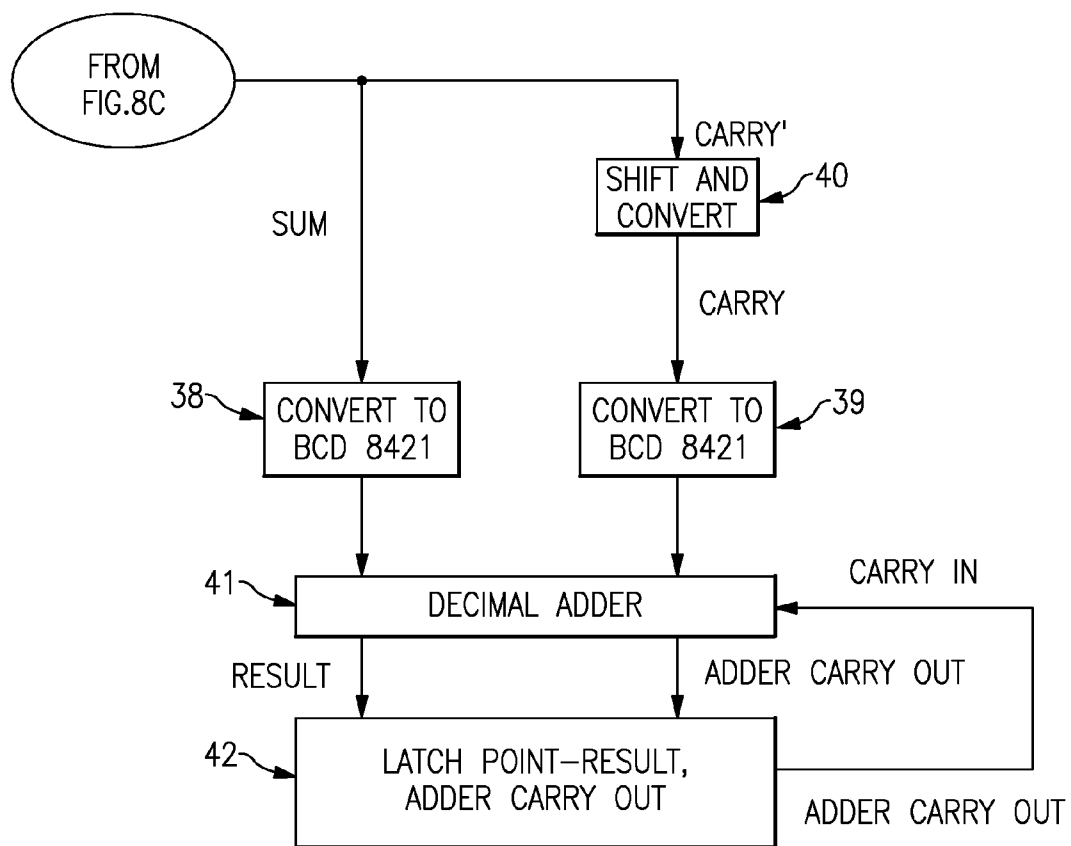 FROM
FIG.8C
CARRY'
SHIFT AND
CONVERT
40
SUM
CARRY
38
CONVERT TO
BCD 8421
CONVERT TO
BCD 8421
39
41
DECIMAL ADDER
CARRY IN
RESULT
ADDER CARRY OUT
42
LATCH POINT-RESULT,
ADDER CARRY OUT
ADDER CARRY OUT